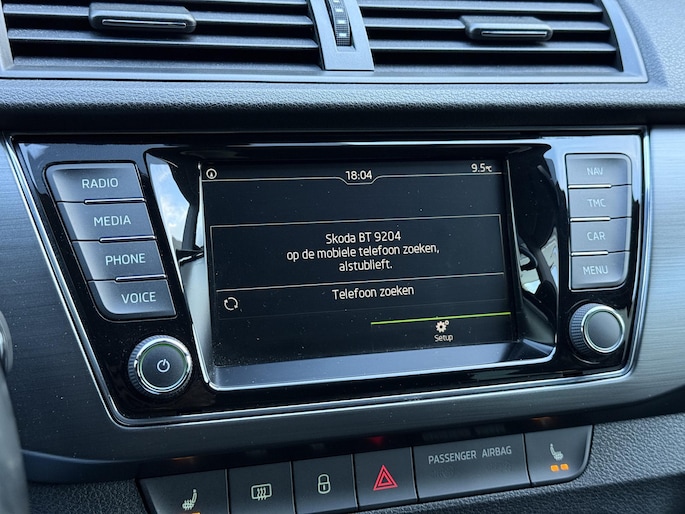 18:04
9.5°C
RADIO
MEDIA
PHONE
VOICE
Skoda BT 9204
op de mobiele telefoon zoeken,
alstublieft.
Telefoon zoeken
Setup
NAV
TMC
CAR
MENU
PASSENGER AIRBAG